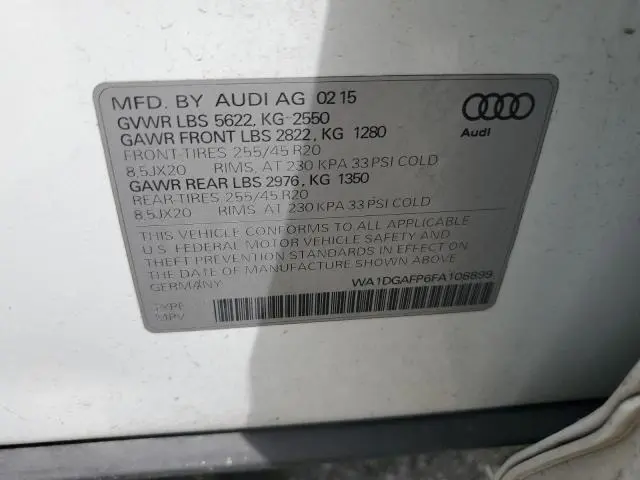 MFD. BY AUDI AG 02 15
GVWR LBS 5622, KG 2550
GAWR FRONT LBS 2822, KG 1280
FRONT-TIRES 255/45 R20
8,5JX20 RIMS, AT 230 KPA 33 PSI COLD
GAWR REAR LBS 2976, KG 1350
REAR-TIRES 255/45 R20
8,5JX20 RIMS, AT 230 KPA 33 PSI COLD
Audi
THIS VEHICLE CONFORMS TO ALL APPLICABLE
U.S. FEDERAL MOTOR VEHICLE SAFETY AND
THEFT PREVENTION STANDARDS IN EFFECT ON
THE DATE OF MANUFACTURE SHOWN ABOVE.
GERMANY
WA1DGAFP6FA108899
TYPE
MPV